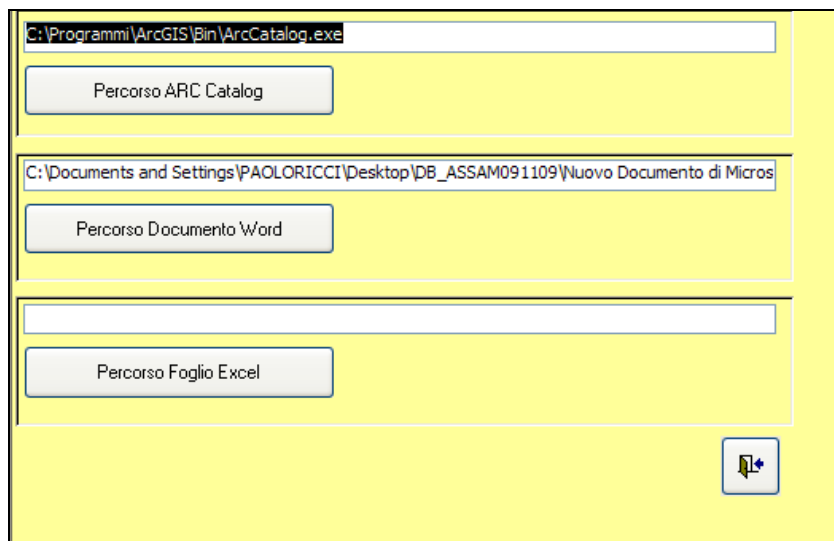 C:\Programmi\ArcGIS\Bin\ArcCatalog.exe
Percorso ARC Catalog
C:\Documents and Settings\PAOLORICCI\Desktop\DB_ASSAM091109\Nuovo Documento di Micros
Percorso Documento Word
Percorso Foglio Excel